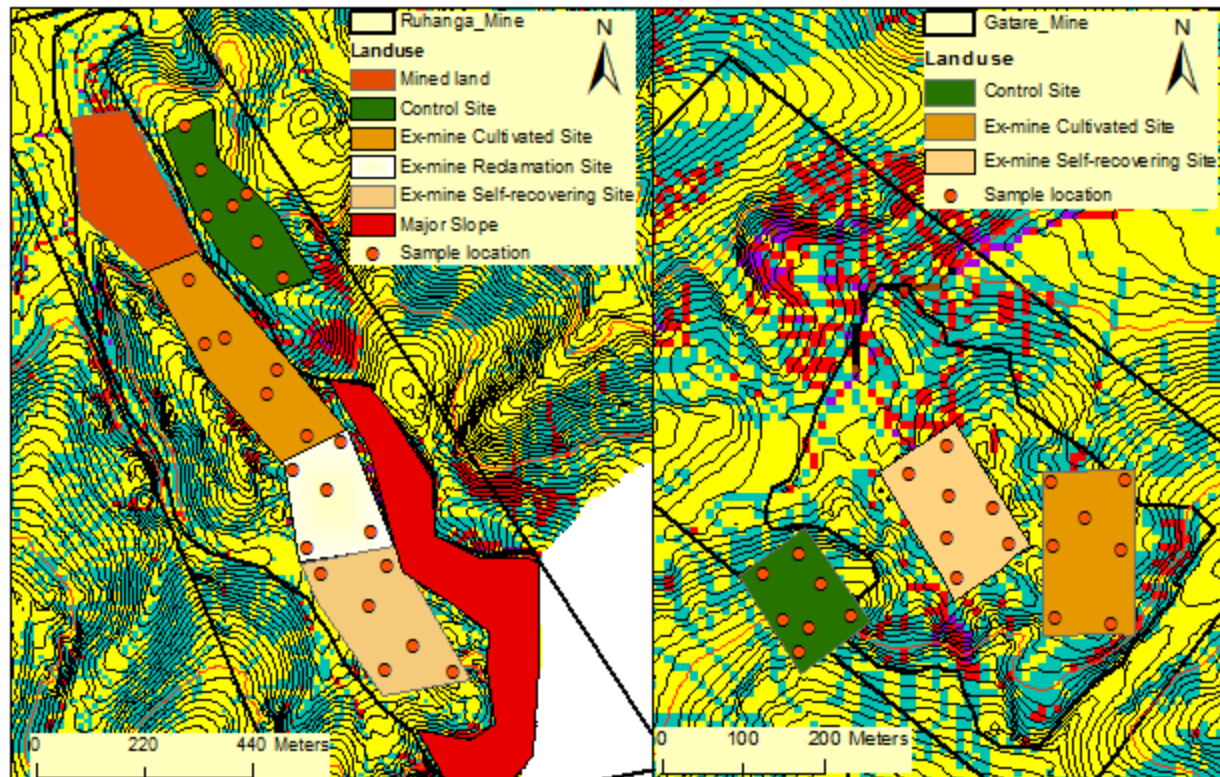 Ruhanga_Mine
N
Landuse
Mined land
Control Site
Ex-mine Cultivated Site
Ex-mine Reclamation Site
Ex-mine Self-recovering Site
Major Slope
Sample location
0 220 440 Meters
Gatare_Mine
N
Landuse
Control Site
Ex-mine Cultivated Site
Ex-mine Self-recovering Site
Sample location
0 100 200 Meters